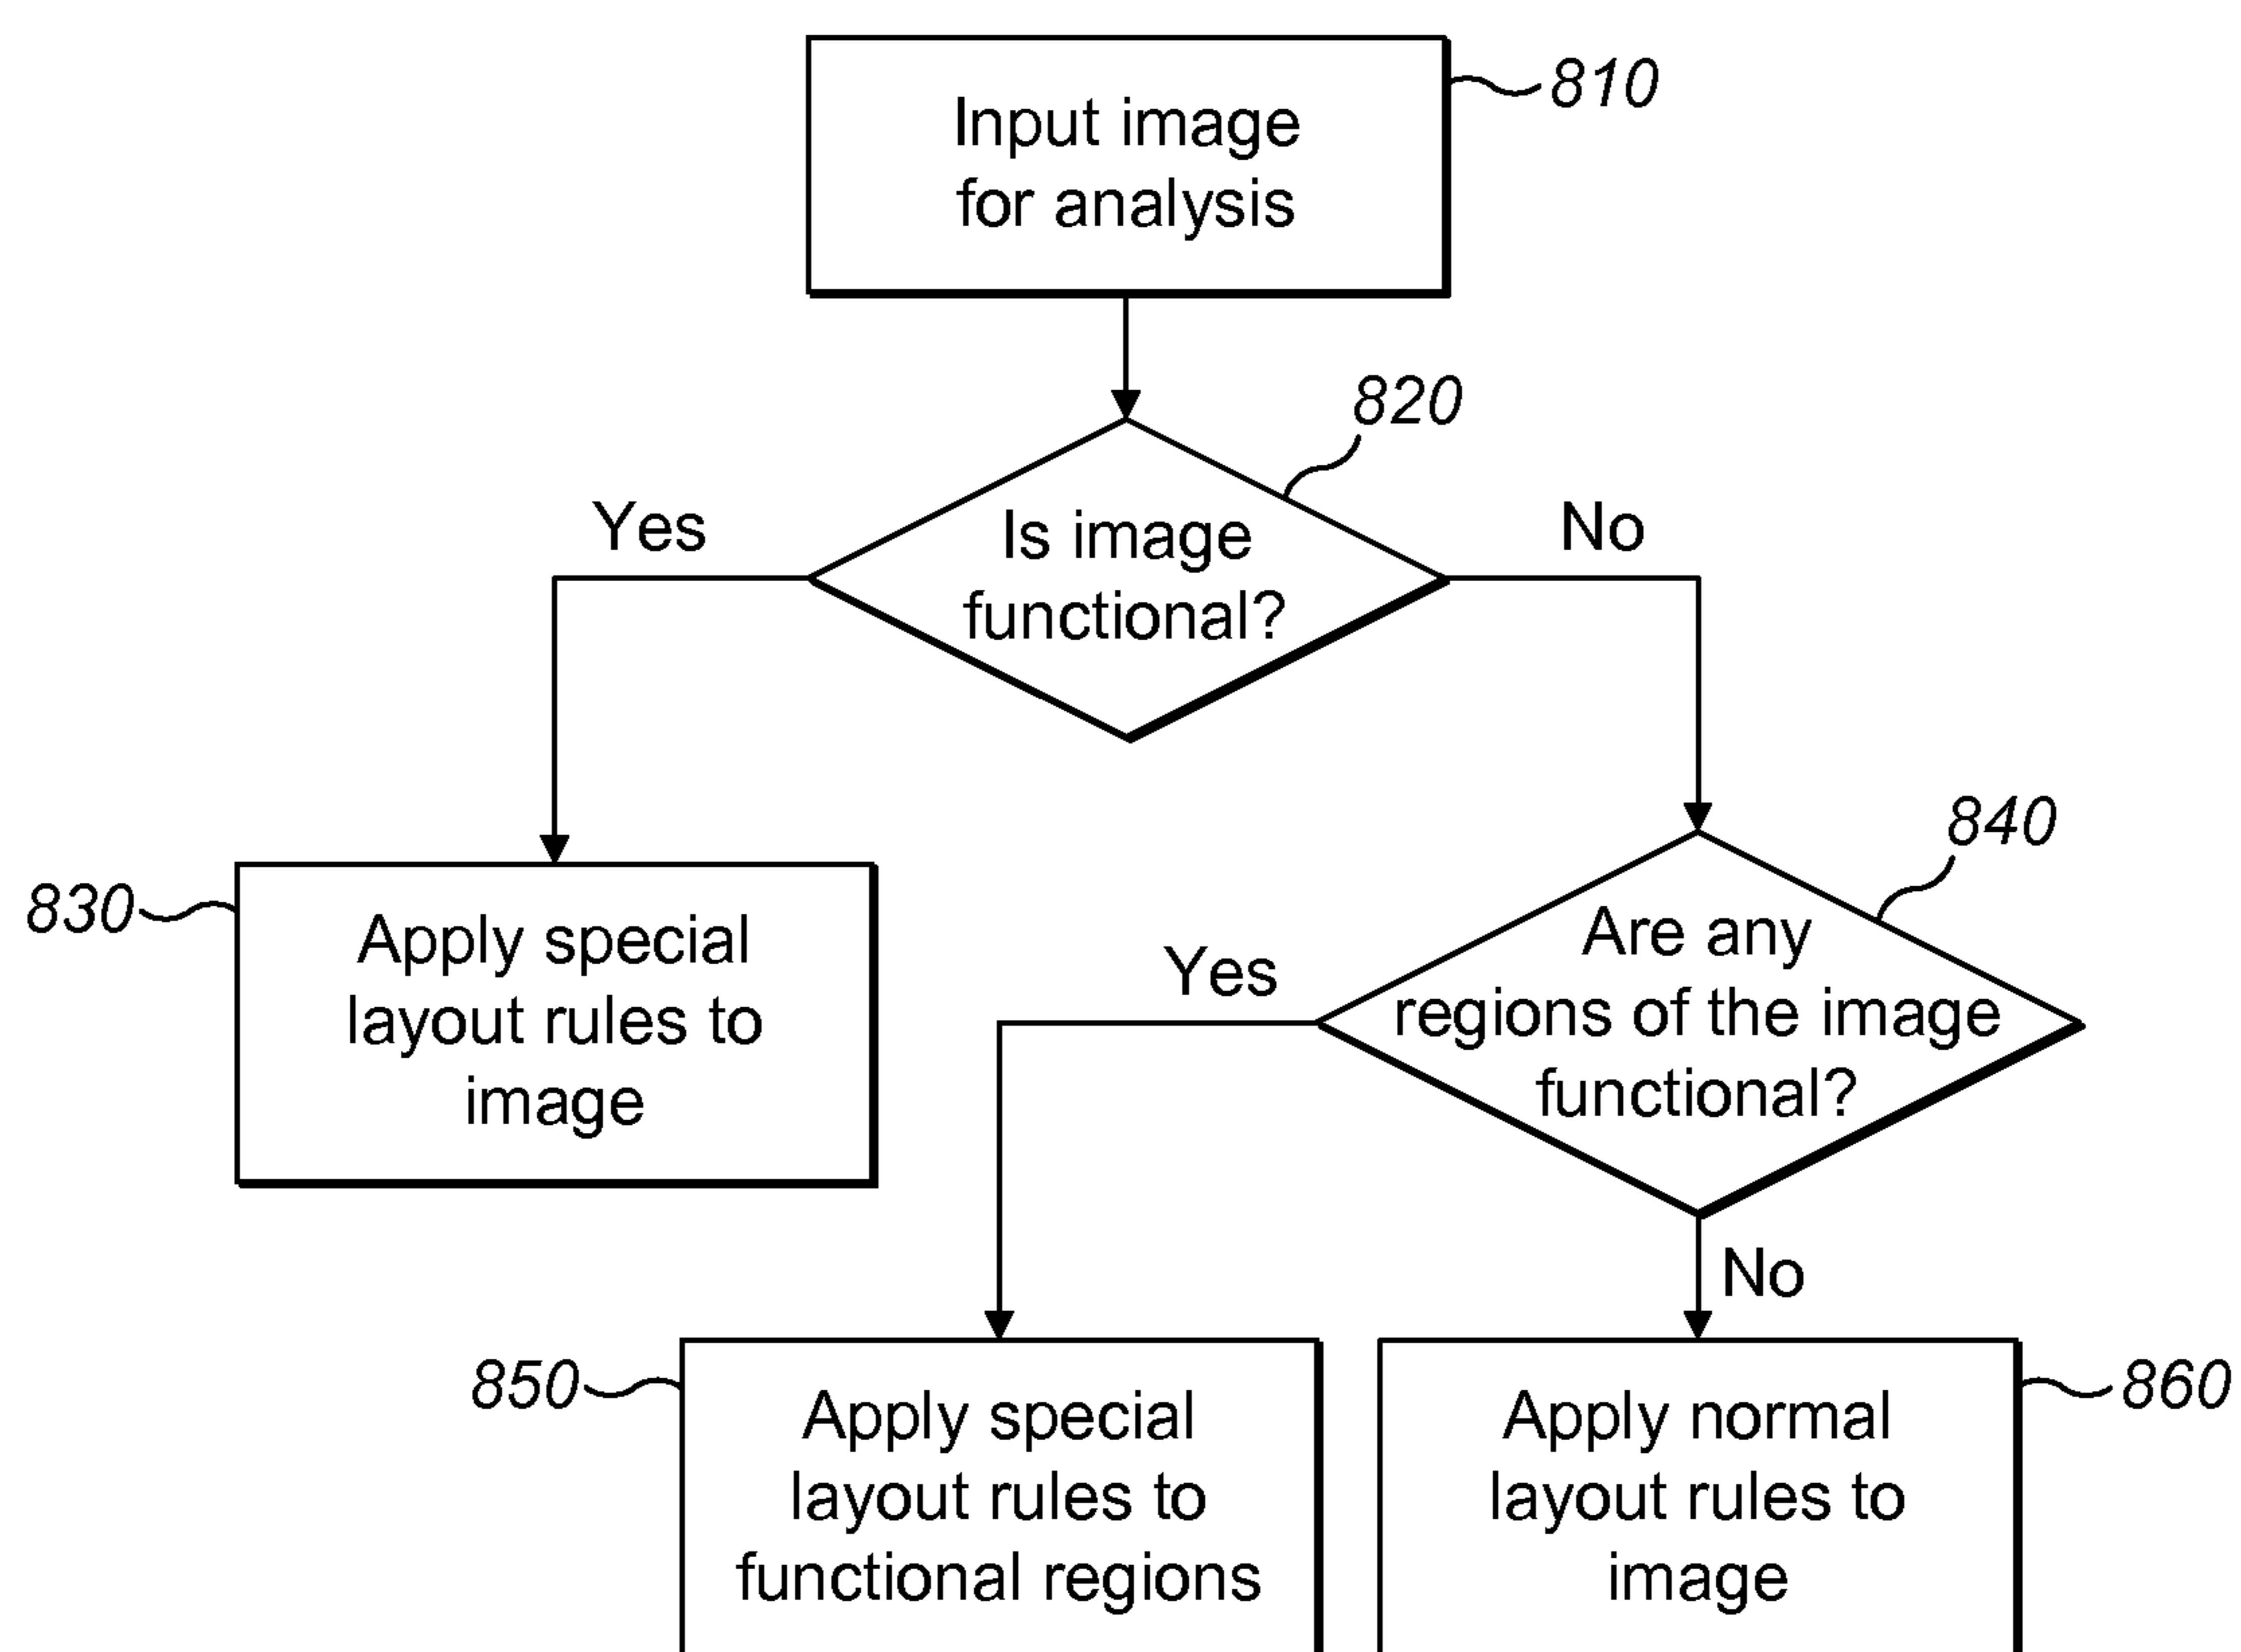 Input image
for analysis
810
820
Is image
functional?
Yes
No
830
Apply special
layout rules to
image
840
Are any
regions of the image
functional?
Yes
No
850
Apply special
layout rules to
functional regions
Apply normal
layout rules to
image
860